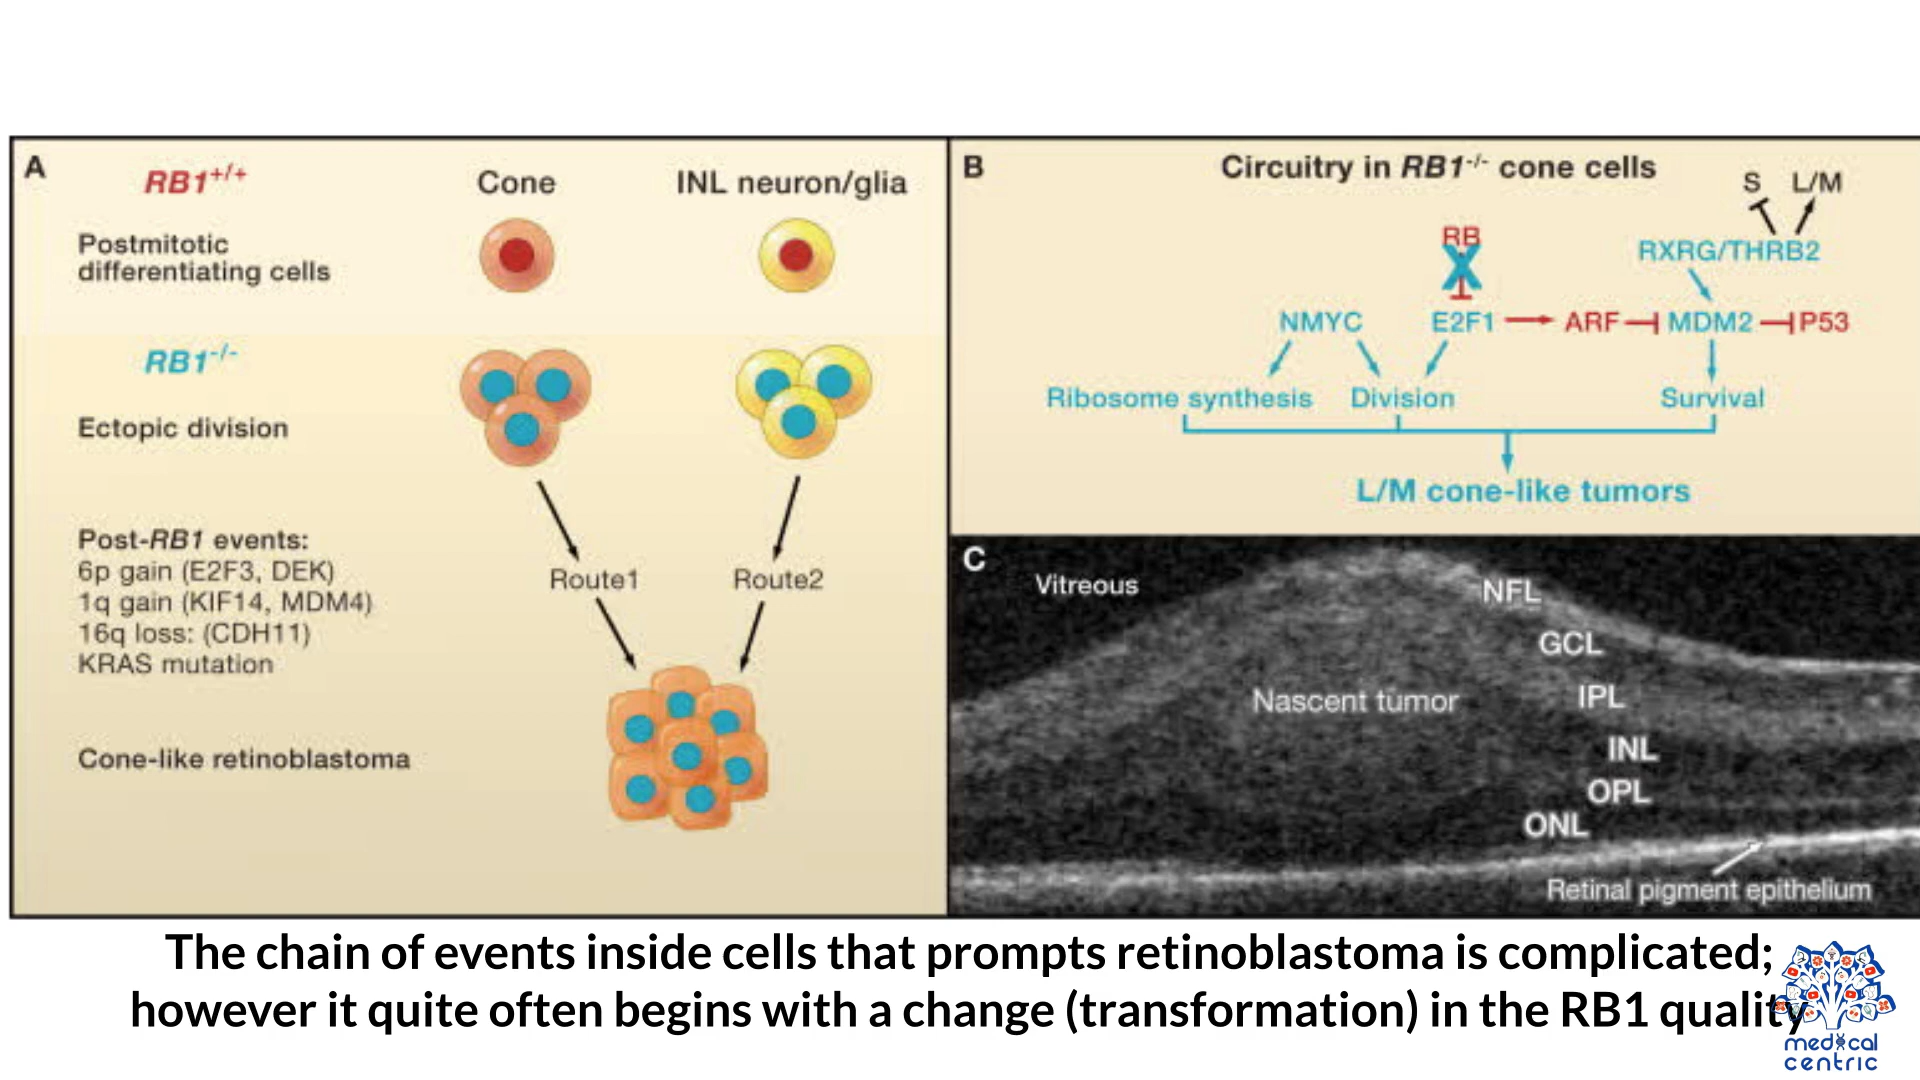 A
RB1+/+
Cone
INL neuron/glia
Postmitotic
differentiating cells
RB1-/-
Ectopic division
Post-RB1 events:
6p gain (E2F3, DEK)
1q gain (KIF14, MDM4)
16q loss: (CDH11)
KRAS mutation
Route1
Route2
Cone-like retinoblastoma
B
Circuitry in RB1-/- cone cells
S L/M
RB
RXRG/THRB2
NMYC
E2F1
ARF
MDM2
P53
Ribosome synthesis
Division
Survival
L/M cone-like tumors
C
Vitreous
NFL
GCL
Nascent tumor
IPL
INL
OPL
ONL
Retinal pigment epithelium
The chain of events inside cells that prompts retinoblastoma is complicated;
however it quite often begins with a change (transformation) in the RB1 quality
medical
centric